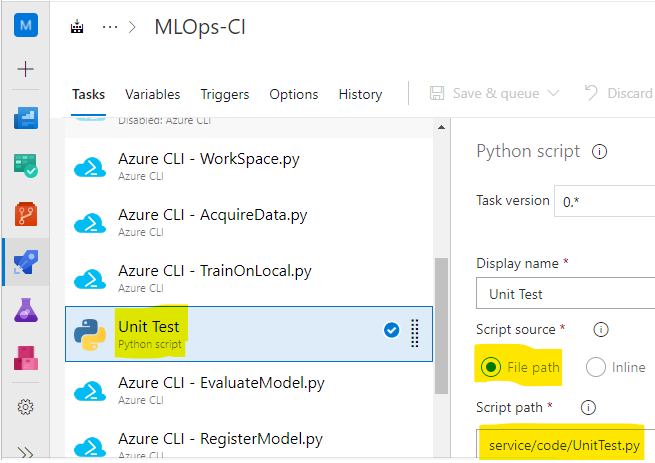 M
··· > MLOps-CI
Tasks Variables Triggers Options History Save & queue Discard
Disabled: Azure CLI
Azure CLI - WorkSpace.py
Azure CLI
Azure CLI - AcquireData.py
Azure CLI
Azure CLI - TrainOnLocal.py
Azure CLI
Unit Test
Python script
Azure CLI - EvaluateModel.py
Azure CLI
Azure CLI - RegisterModel.py
Azure CLI
Python script
Task version 0.*
Display name *
Unit Test
Script source *
File path Inline
Script path *
service/code/UnitTest.py